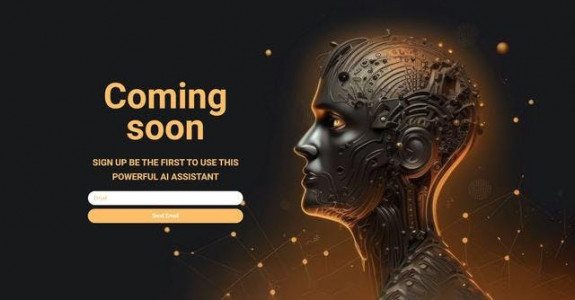 Coming
soon
SIGN UP BE THE FIRST TO USE THIS
POWERFUL AI ASSISTANT
Email
Send Email